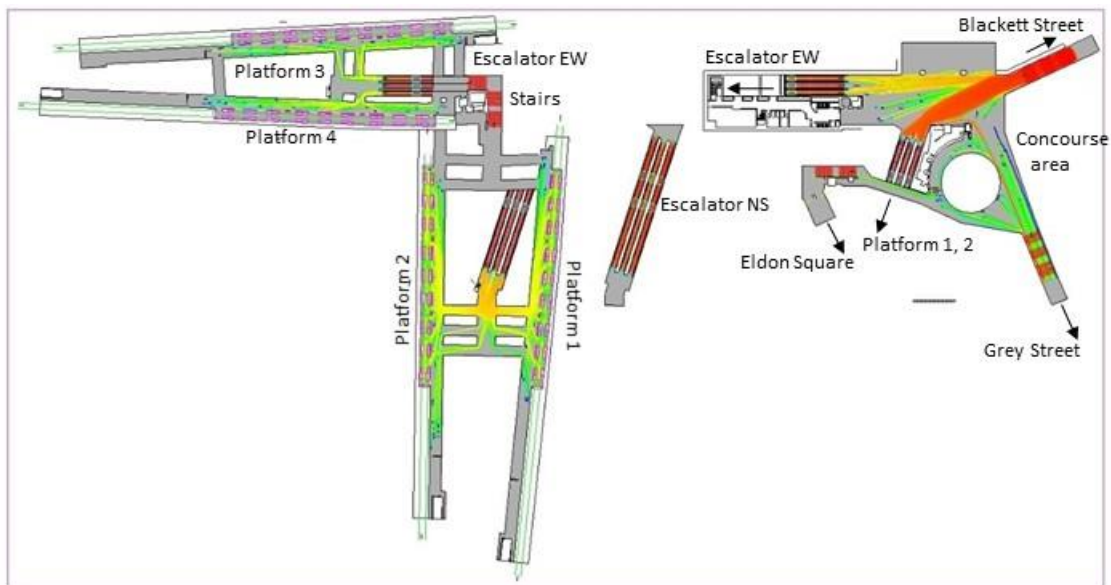 Platform 3
Escalator EW
Stairs
Platform 4
Platform 2
Platform 1
Escalator NS
Escalator EW
Blackett Street
Concourse
area
Platform 1, 2
Eldon Square
Grey Street